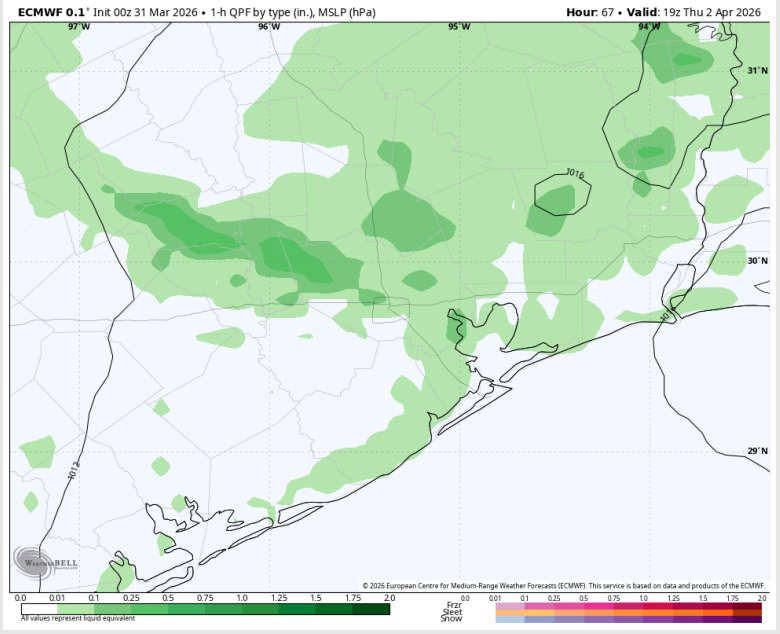 ECMWF 0.1° Init 00z 31 Mar 2026 • 1-h QPF by type (in.), MSLP (hPa)
Hour: 67 • Valid: 19z Thu 2 Apr 2026
97°W 96°W 95°W 94°W
31°N
1016
30°N
29°N
1012
WEATHERBELL
© 2026 European Centre for Medium-Range Weather Forecasts (ECMWF). This service is based on data and products of the ECMWF.
0.0 0.01 0.1 0.25 0.5 0.75 1.0 1.25 1.5 1.75 2.0
All values represent liquid equivalent
0.0 0.01 0.1 0.25 0.5 0.75 1.0 1.25 1.5 1.75 2.0
Frzr
Sleet
Snow